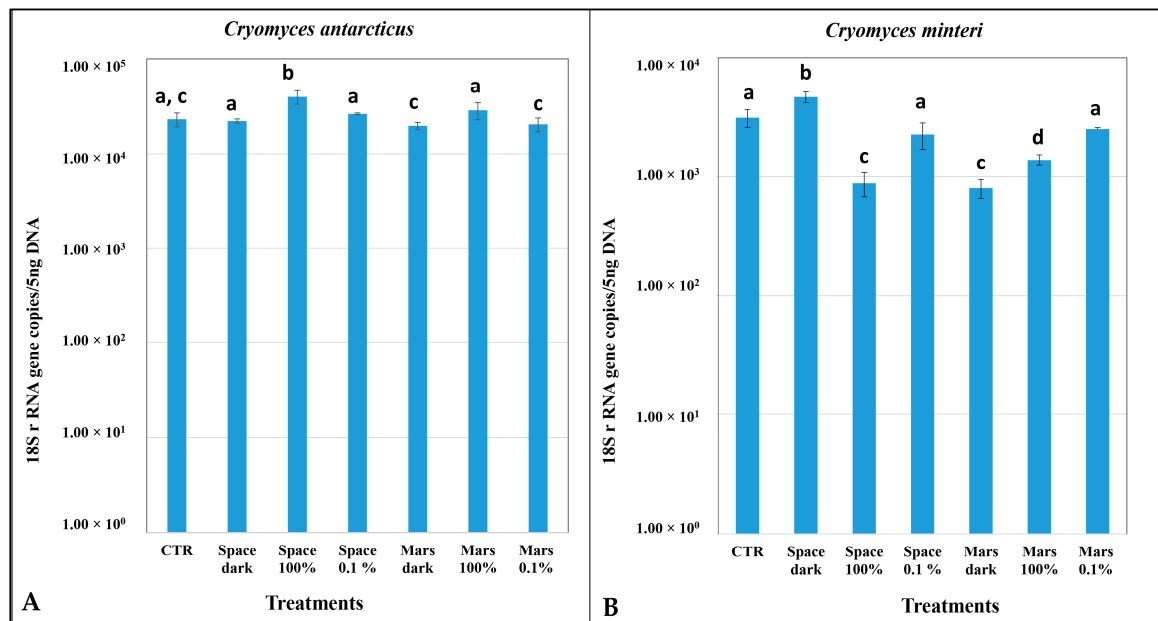 Cryomyces antarcticus
18S r RNA gene copies/5ng DNA
1.00 × 10⁵
1.00 × 10⁴
1.00 × 10³
1.00 × 10²
1.00 × 10¹
1.00 × 10⁰
a, c
a
b
a
c
a
c
CTR
Space
dark
Space
100%
Space
0.1 %
Mars
dark
Mars
100%
Mars
0.1%
Treatments
A
Cryomyces minteri
18S r RNA gene copies/5ng DNA
1.00 × 10⁴
1.00 × 10³
1.00 × 10²
1.00 × 10¹
1.00 × 10⁰
a
b
c
a
c
d
a
CTR
Space
dark
Space
100%
Space
0.1 %
Mars
dark
Mars
100%
Mars
0.1%
Treatments
B